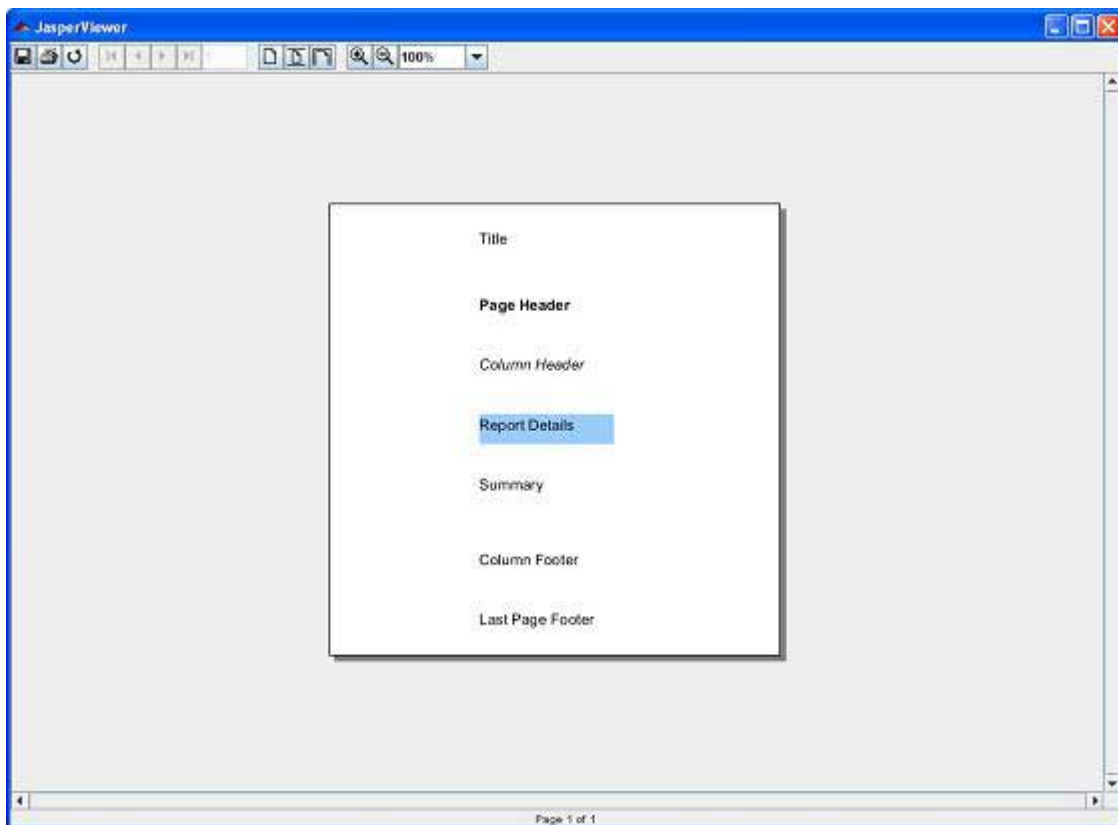 JasperViewer
100%
Title
Page Header
Column Header
Report Details
Summary
Column Footer
Last Page Footer
Page 1 of 1